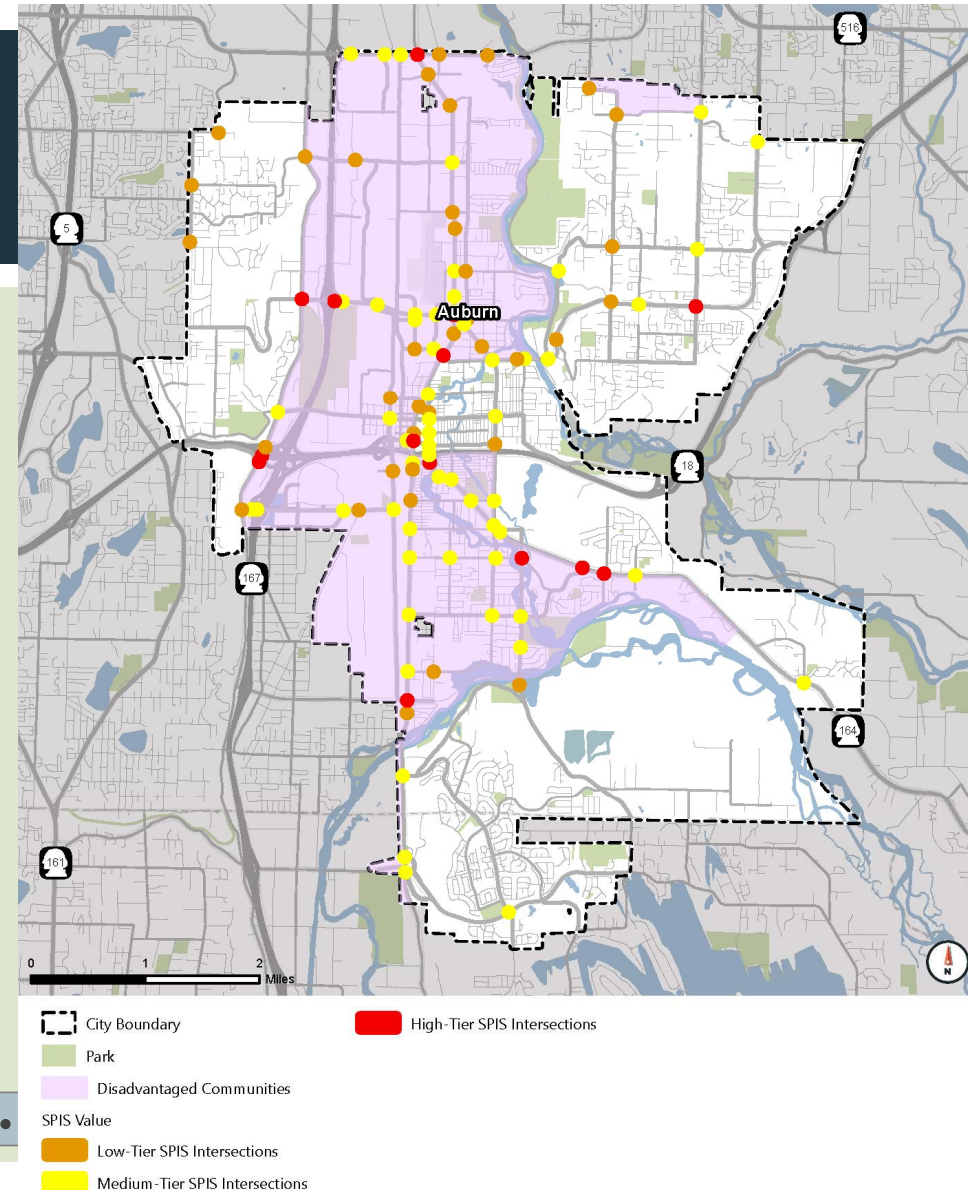 516
5
Auburn
18
167
164
161
0 1 2
Miles
N
City Boundary
High-Tier SPIS Intersections
Park
Disadvantaged Communities
SPIS Value
Low-Tier SPIS Intersections
Medium-Tier SPIS Intersections